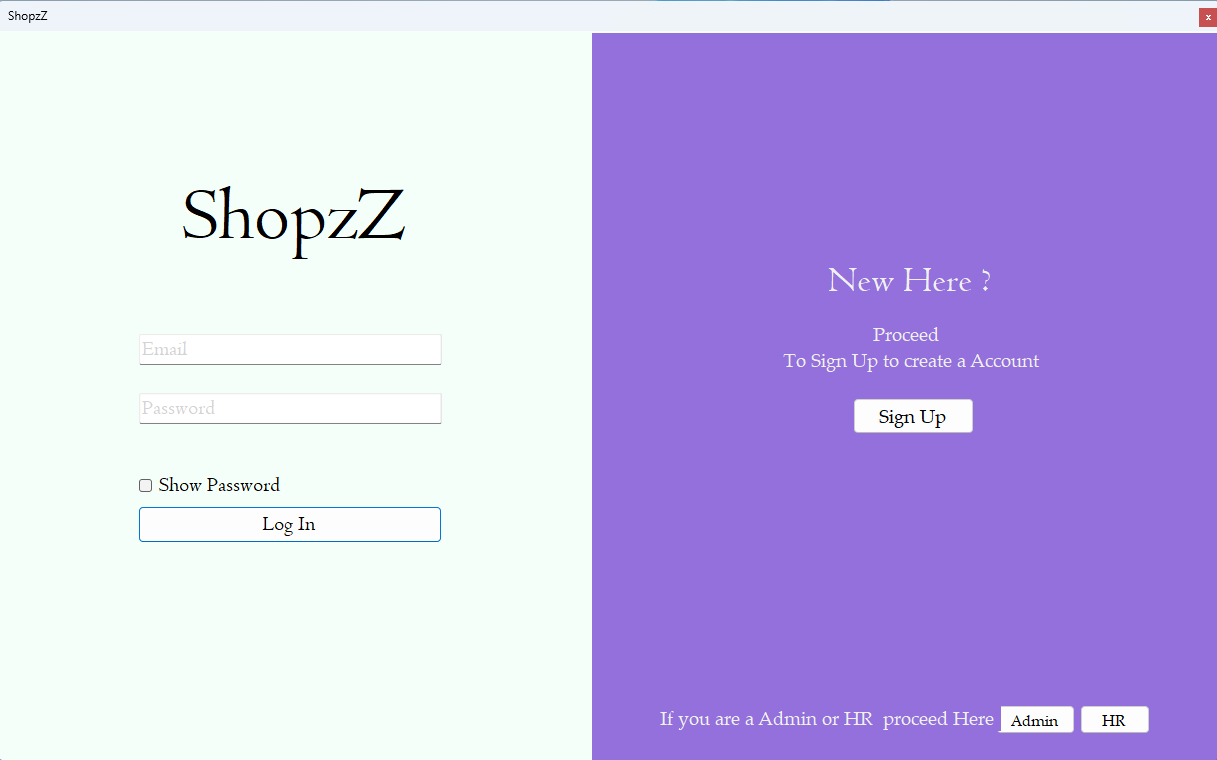 ShopzZ
x
ShopzZ
Email
Password
Show Password
Log In
New Here ?
Proceed
To Sign Up to create a Account
Sign Up
If you are a Admin or HR  proceed Here Admin HR